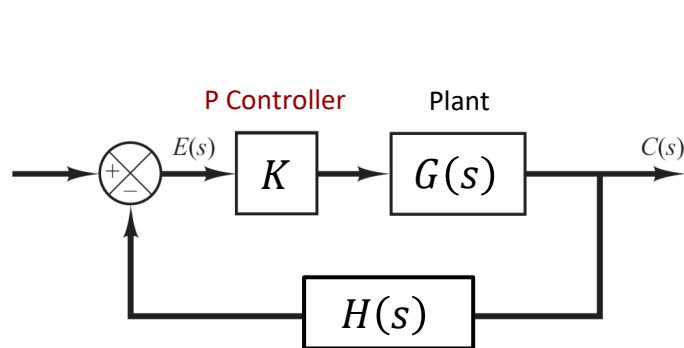 P Controller
Plant
E(s)
C(s)
+
K
G(s)
−
H(s)